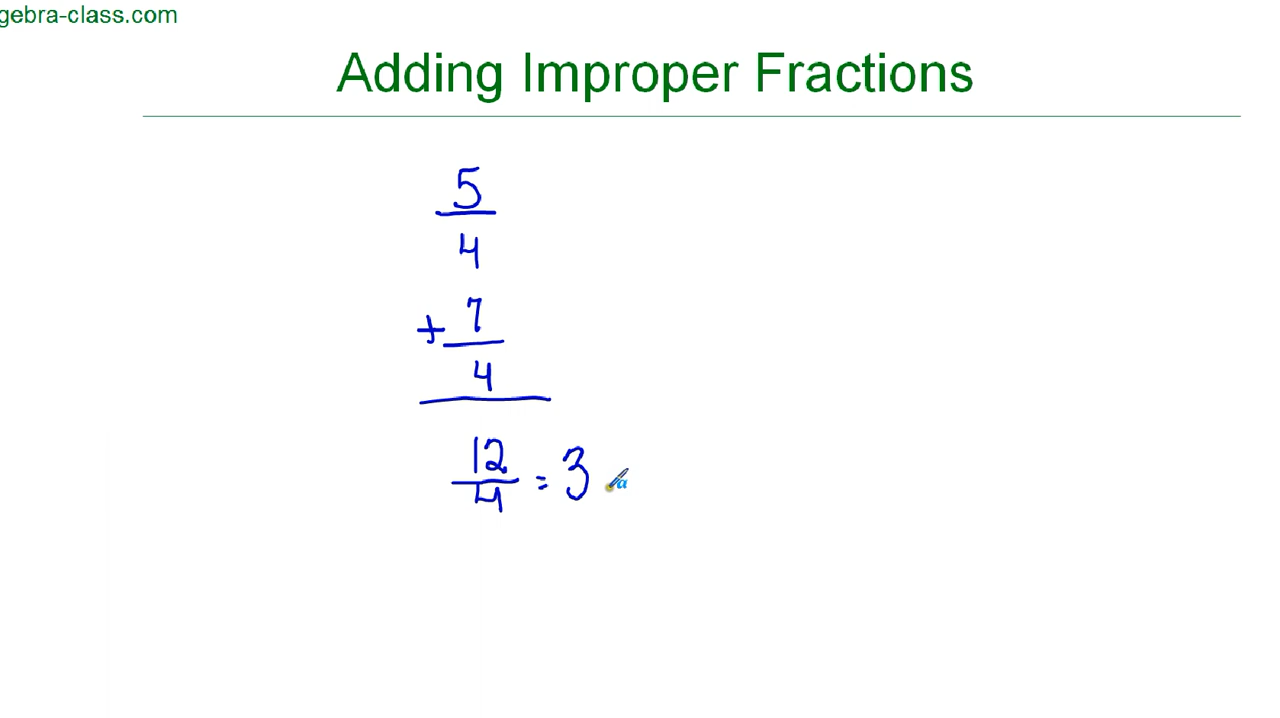 gebra-class.com
Adding Improper Fractions
5
4
+ 7
4
12
4 = 3